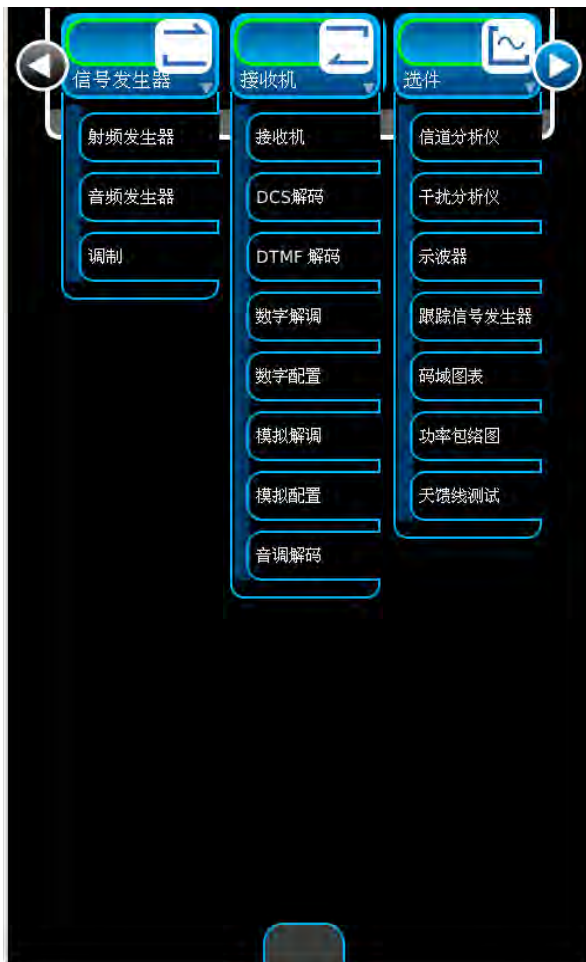 信号发生器
射频发生器
音频发生器
调制
接收机
接收机
DCS解码
DTMF 解码
数字解调
数字配置
模拟解调
模拟配置
音调解码
选件
信道分析仪
干扰分析仪
示波器
跟踪信号发生器
码域图表
功率包络图
天馈线测试